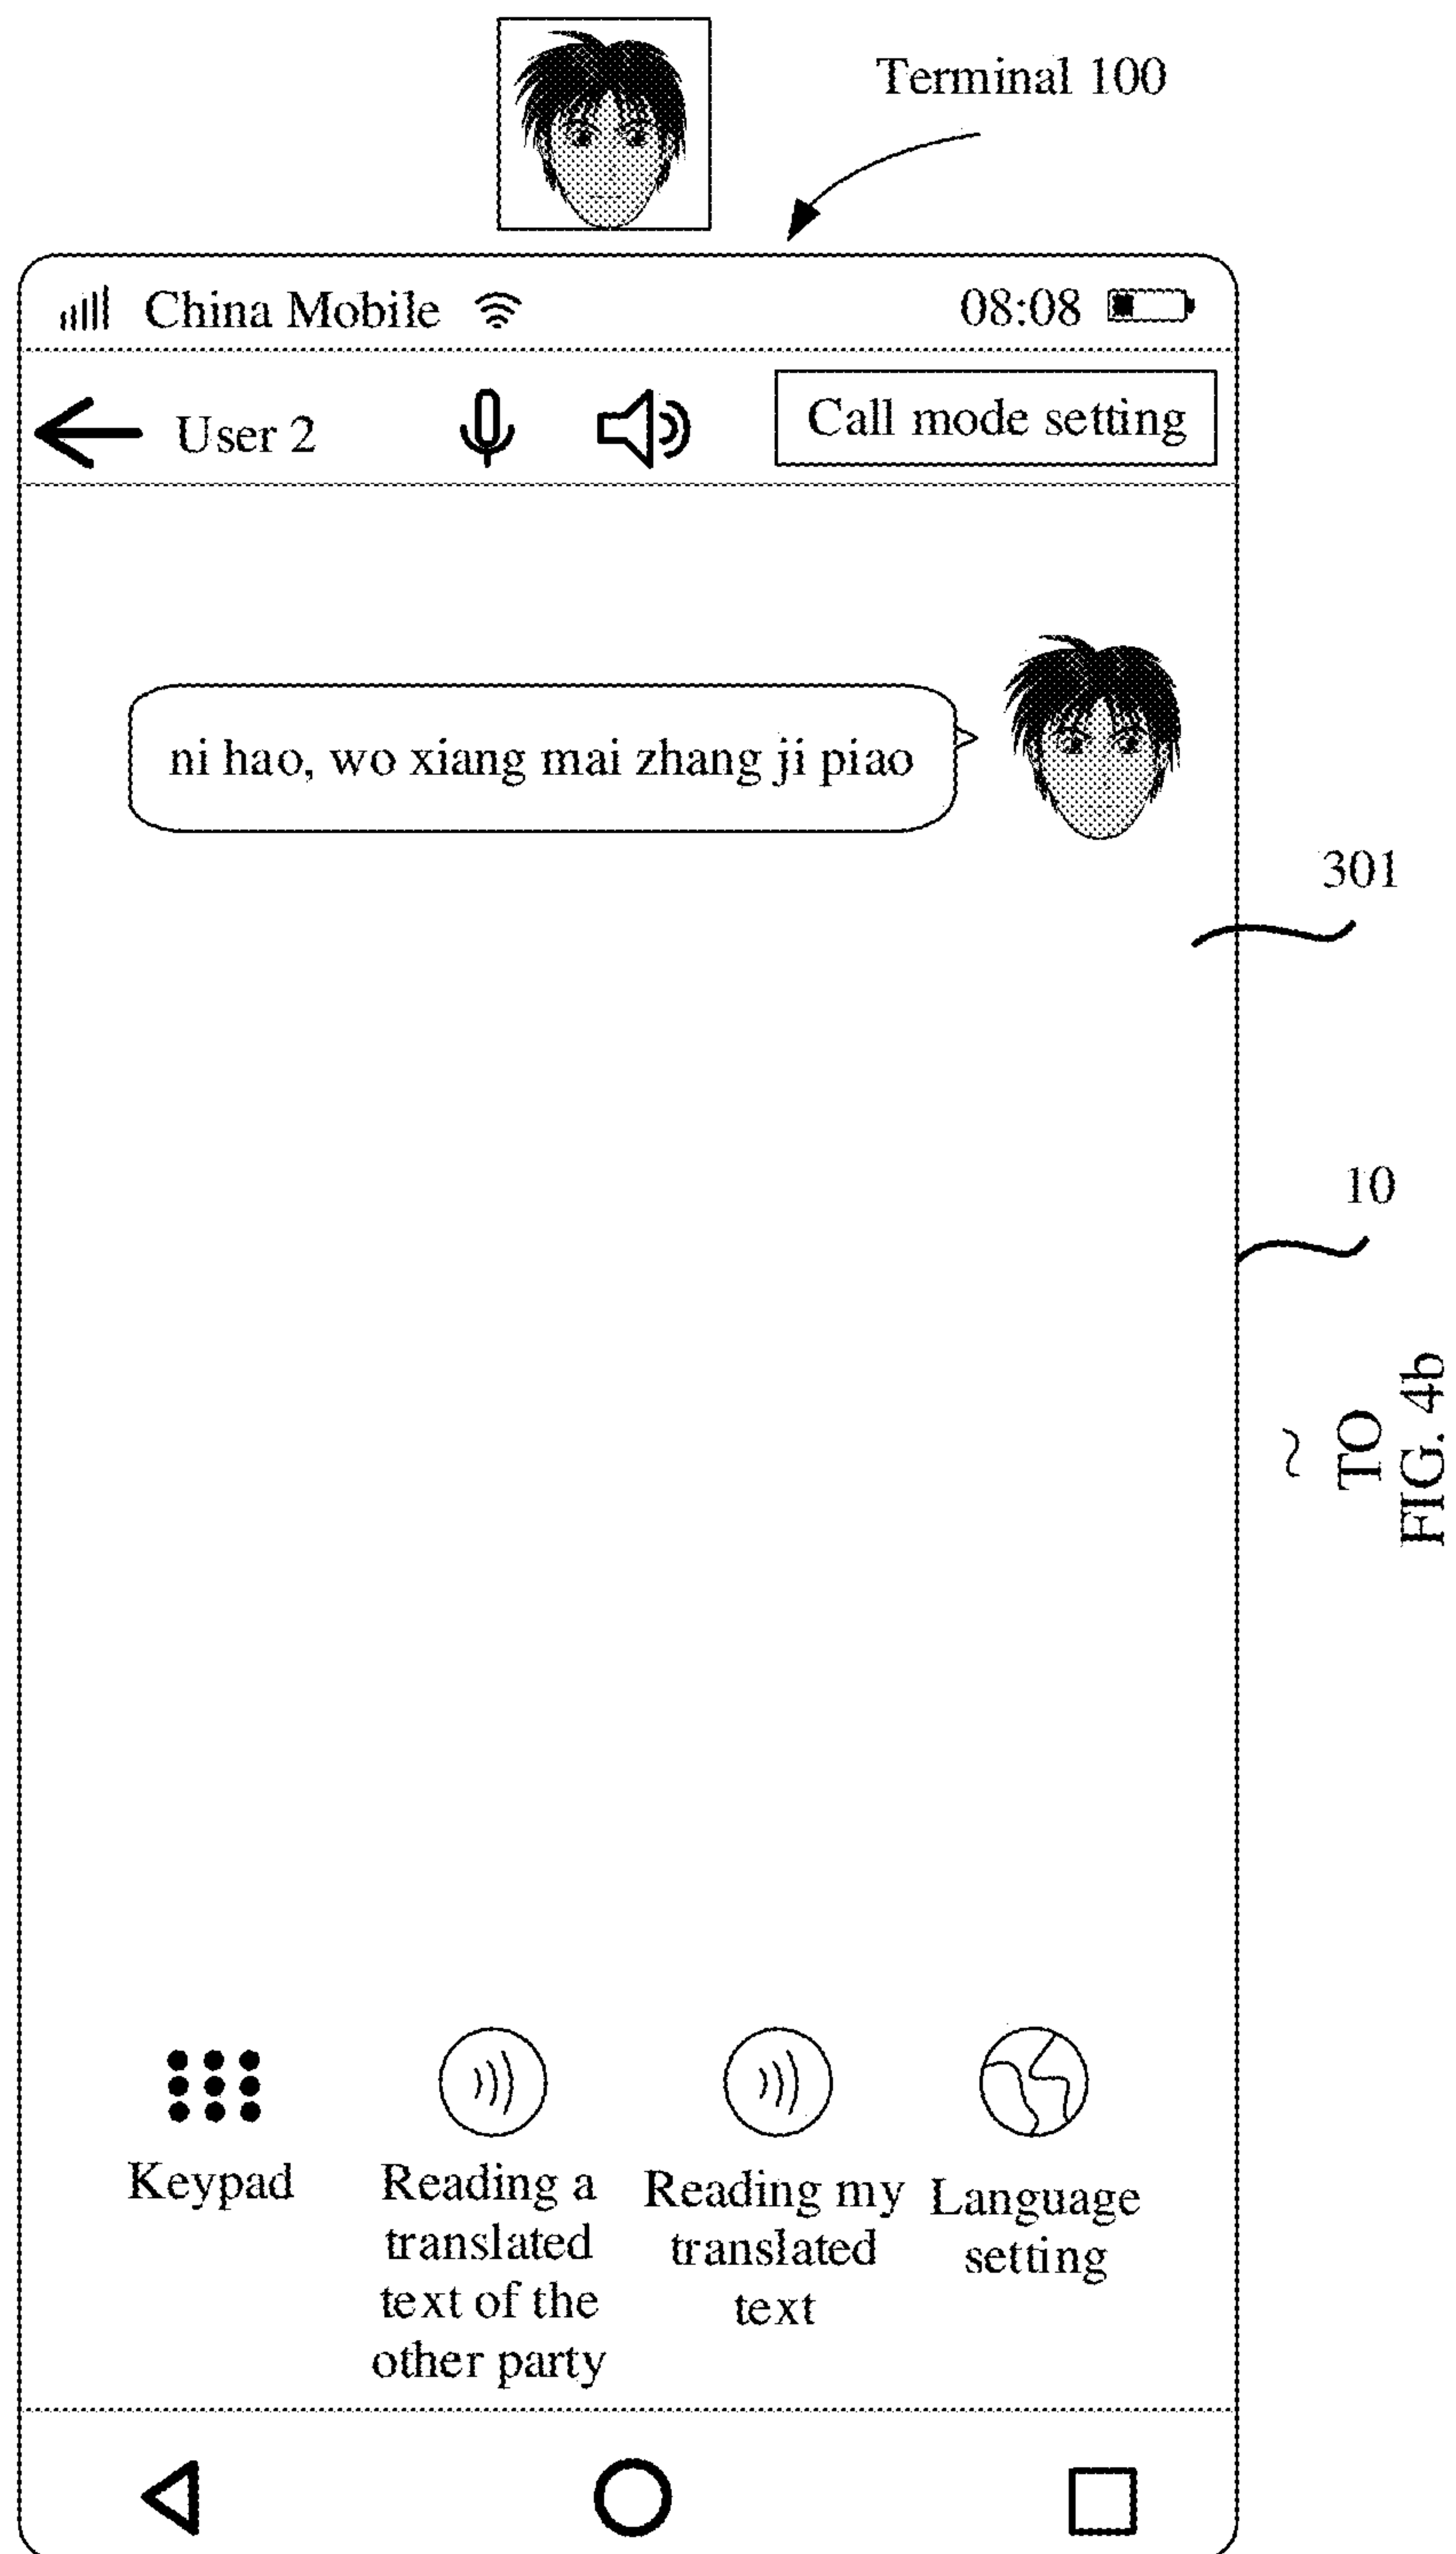 Terminal 100
China Mobile 08:08
User 2 Call mode setting
ni hao, wo xiang mai zhang ji piao
301
10
TO
FIG. 4b
Keypad
Reading a
translated
text of the
other party
Reading my
translated
text
Language
setting